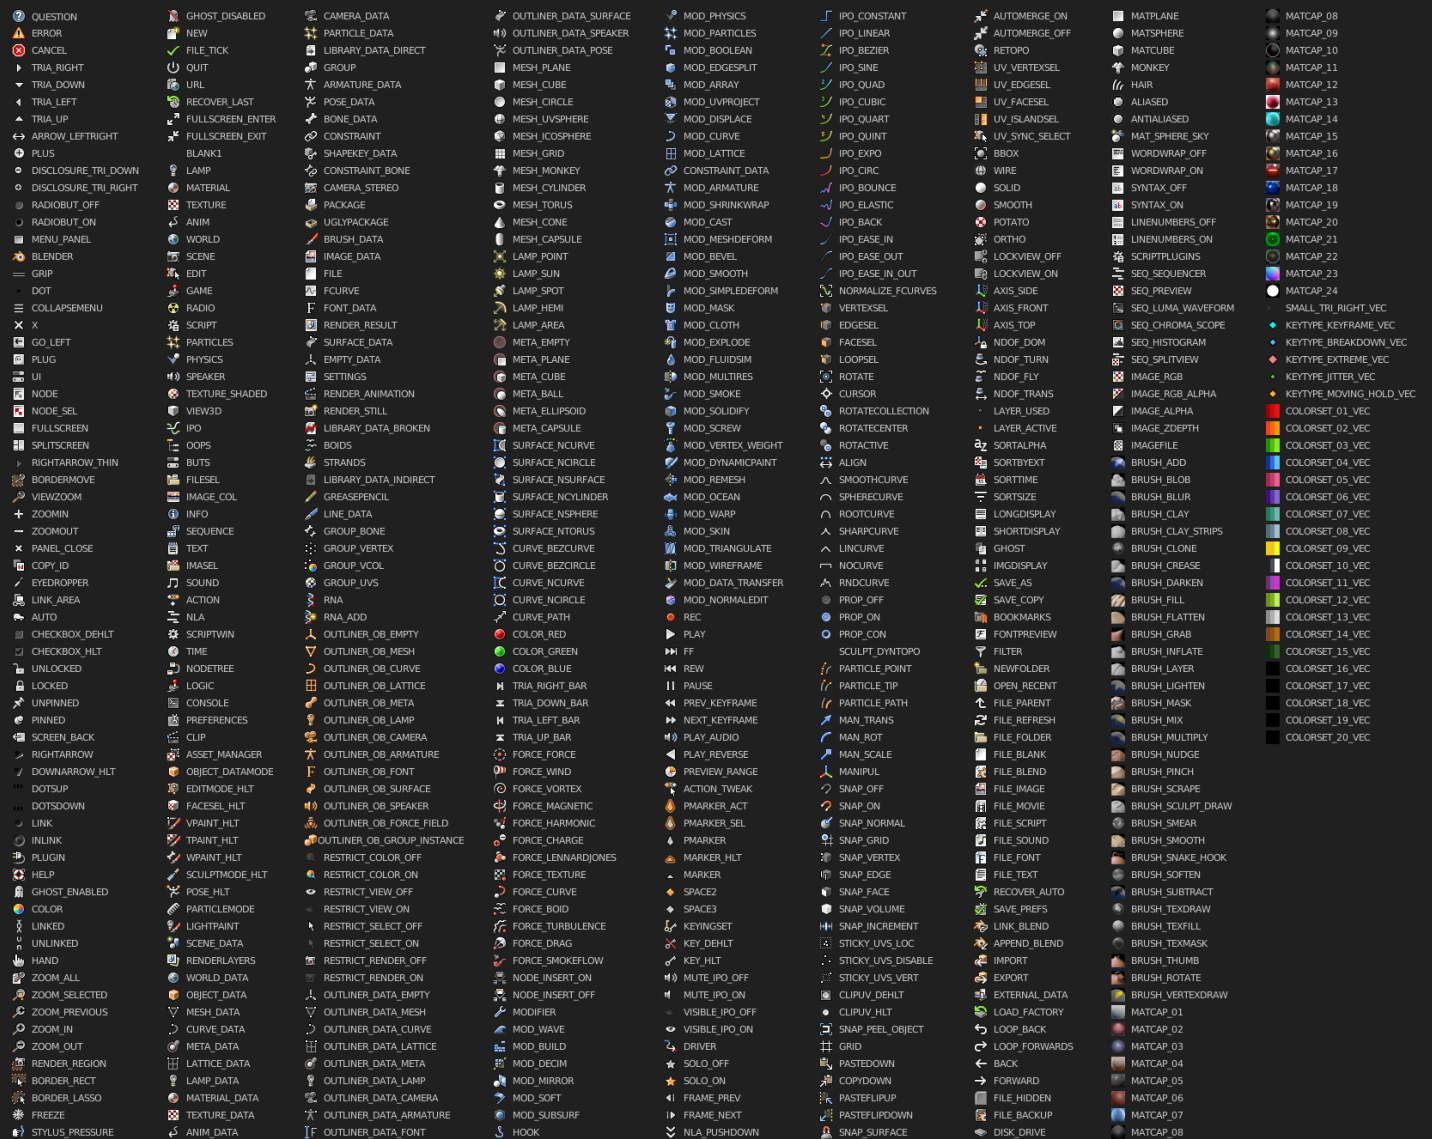 QUESTION
ERROR
CANCEL
TRIA_RIGHT
TRIA_DOWN
TRIA_LEFT
TRIA_UP
ARROW_LEFTRIGHT
PLUS
DISCLOSURE_TRI_DOWN
DISCLOSURE_TRI_RIGHT
RADIOBUT_OFF
RADIOBUT_ON
MENU_PANEL
BLENDER
GRIP
DOT
COLLAPSEMENU
X
GO_LEFT
PLUG
UI
NODE
NODE_SEL
FULLSCREEN
SPLITSCREEN
RIGHTARROW_THIN
BORDERMOVE
VIEWZOOM
ZOOMIN
ZOOMOUT
PANEL_CLOSE
COPY_ID
EYEDROPPER
LINK_AREA
AUTO
CHECKBOX_DEHLT
CHECKBOX_HLT
UNLOCKED
LOCKED
UNPINNED
PINNED
SCREEN_BACK
RIGHTARROW
DOWNARROW_HLT
DOTSUP
DOTSDOWN
LINK
INLINK
PLUGIN
HELP
GHOST_ENABLED
COLOR
LINKED
UNLINKED
HAND
ZOOM_ALL
ZOOM_SELECTED
ZOOM_PREVIOUS
ZOOM_IN
ZOOM_OUT
RENDER_REGION
BORDER_RECT
BORDER_LASSO
FREEZE
STYLUS_PRESSURE
GHOST_DISABLED
NEW
FILE_TICK
QUIT
URL
RECOVER_LAST
FULLSCREEN_ENTER
FULLSCREEN_EXIT
BLANK1
LAMP
MATERIAL
TEXTURE
ANIM
WORLD
SCENE
EDIT
GAME
RADIO
SCRIPT
PARTICLES
PHYSICS
SPEAKER
TEXTURE_SHADED
VIEW3D
IPO
OOPS
BUTS
FILESEL
IMAGE_COL
INFO
SEQUENCE
TEXT
IMASEL
SOUND
ACTION
NLA
SCRIPTWIN
TIME
NODETREE
LOGIC
CONSOLE
PREFERENCES
CLIP
ASSET_MANAGER
OBJECT_DATAMODE
EDITMODE_HLT
FACESEL_HLT
VPAINT_HLT
TPAINT_HLT
WPAINT_HLT
SCULPTMODE_HLT
POSE_HLT
PARTICLEMODE
LIGHTPAINT
SCENE_DATA
RENDERLAYERS
WORLD_DATA
OBJECT_DATA
MESH_DATA
CURVE_DATA
META_DATA
LATTICE_DATA
LAMP_DATA
MATERIAL_DATA
TEXTURE_DATA
ANIM_DATA
CAMERA_DATA
PARTICLE_DATA
LIBRARY_DATA_DIRECT
GROUP
ARMATURE_DATA
POSE_DATA
BONE_DATA
CONSTRAINT
SHAPEKEY_DATA
CONSTRAINT_BONE
CAMERA_STEREO
PACKAGE
UGLYPACKAGE
BRUSH_DATA
IMAGE_DATA
FILE
FCURVE
FONT_DATA
RENDER_RESULT
SURFACE_DATA
EMPTY_DATA
SETTINGS
RENDER_ANIMATION
RENDER_STILL
LIBRARY_DATA_BROKEN
BOIDS
STRANDS
LIBRARY_DATA_INDIRECT
GREASEPENCIL
LINE_DATA
GROUP_BONE
GROUP_VERTEX
GROUP_VCOL
GROUP_UVS
RNA
RNA_ADD
OUTLINER_OB_EMPTY
OUTLINER_OB_MESH
OUTLINER_OB_CURVE
OUTLINER_OB_LATTICE
OUTLINER_OB_META
OUTLINER_OB_LAMP
OUTLINER_OB_CAMERA
OUTLINER_OB_ARMATURE
OUTLINER_OB_FONT
OUTLINER_OB_SURFACE
OUTLINER_OB_SPEAKER
OUTLINER_OB_FORCE_FIELD
OUTLINER_OB_GROUP_INSTANCE
RESTRICT_COLOR_OFF
RESTRICT_COLOR_ON
RESTRICT_VIEW_OFF
RESTRICT_VIEW_ON
RESTRICT_SELECT_OFF
RESTRICT_SELECT_ON
RESTRICT_RENDER_OFF
RESTRICT_RENDER_ON
OUTLINER_DATA_EMPTY
OUTLINER_DATA_MESH
OUTLINER_DATA_CURVE
OUTLINER_DATA_LATTICE
OUTLINER_DATA_META
OUTLINER_DATA_LAMP
OUTLINER_DATA_CAMERA
OUTLINER_DATA_ARMATURE
OUTLINER_DATA_FONT
OUTLINER_DATA_SURFACE
OUTLINER_DATA_SPEAKER
OUTLINER_DATA_POSE
MESH_PLANE
MESH_CUBE
MESH_CIRCLE
MESH_UVSPHERE
MESH_ICOSPHERE
MESH_GRID
MESH_MONKEY
MESH_CYLINDER
MESH_TORUS
MESH_CONE
MESH_CAPSULE
LAMP_POINT
LAMP_SUN
LAMP_SPOT
LAMP_HEMI
LAMP_AREA
META_EMPTY
META_PLANE
META_CUBE
META_BALL
META_ELLIPSOID
META_CAPSULE
SURFACE_NCURVE
SURFACE_NCIRCLE
SURFACE_NSURFACE
SURFACE_NCYLINDER
SURFACE_NSPHERE
SURFACE_NTORUS
CURVE_BEZCURVE
CURVE_BEZCIRCLE
CURVE_NCURVE
CURVE_NCIRCLE
CURVE_PATH
COLOR_RED
COLOR_GREEN
COLOR_BLUE
TRIA_RIGHT_BAR
TRIA_DOWN_BAR
TRIA_LEFT_BAR
TRIA_UP_BAR
FORCE_FORCE
FORCE_WIND
FORCE_VORTEX
FORCE_MAGNETIC
FORCE_HARMONIC
FORCE_CHARGE
FORCE_LENNARDJONES
FORCE_TEXTURE
FORCE_CURVE
FORCE_BOID
FORCE_TURBULENCE
FORCE_DRAG
FORCE_SMOKEFLOW
NODE_INSERT_ON
NODE_INSERT_OFF
MODIFIER
MOD_WAVE
MOD_BUILD
MOD_DECIM
MOD_MIRROR
MOD_SOFT
MOD_SUBSURF
HOOK
MOD_PHYSICS
MOD_PARTICLES
MOD_BOOLEAN
MOD_EDGESPLIT
MOD_ARRAY
MOD_UVPROJECT
MOD_DISPLACE
MOD_CURVE
MOD_LATTICE
CONSTRAINT_DATA
MOD_ARMATURE
MOD_SHRINKWRAP
MOD_CAST
MOD_MESHDEFORM
MOD_BEVEL
MOD_SMOOTH
MOD_SIMPLEDEFORM
MOD_MASK
MOD_CLOTH
MOD_EXPLODE
MOD_FLUIDSIM
MOD_MULTIRES
MOD_SMOKE
MOD_SOLIDIFY
MOD_SCREW
MOD_VERTEX_WEIGHT
MOD_DYNAMICPAINT
MOD_REMESH
MOD_OCEAN
MOD_WARP
MOD_SKIN
MOD_TRIANGULATE
MOD_WIREFRAME
MOD_DATA_TRANSFER
MOD_NORMALEDIT
REC
PLAY
FF
REW
PAUSE
PREV_KEYFRAME
NEXT_KEYFRAME
PLAY_AUDIO
PLAY_REVERSE
PREVIEW_RANGE
ACTION_TWEAK
PMARKER_ACT
PMARKER_SEL
PMARKER
MARKER_HLT
MARKER
SPACE2
SPACE3
KEYINGSET
KEY_DEHLT
KEY_HLT
MUTE_IPO_OFF
MUTE_IPO_ON
VISIBLE_IPO_OFF
VISIBLE_IPO_ON
DRIVER
SOLO_OFF
SOLO_ON
FRAME_PREV
FRAME_NEXT
NLA_PUSHDOWN
IPO_CONSTANT
IPO_LINEAR
IPO_BEZIER
IPO_SINE
IPO_QUAD
IPO_CUBIC
IPO_QUART
IPO_QUINT
IPO_EXPO
IPO_CIRC
IPO_BOUNCE
IPO_ELASTIC
IPO_BACK
IPO_EASE_IN
IPO_EASE_OUT
IPO_EASE_IN_OUT
NORMALIZE_FCURVES
VERTEXSEL
EDGESEL
FACESEL
LOOPSEL
ROTATE
CURSOR
ROTATECOLLECTION
ROTATECENTER
ROTACTIVE
ALIGN
SMOOTHCURVE
SPHERECURVE
ROOTCURVE
SHARPCURVE
LINCURVE
NOCURVE
RNDCURVE
PROP_OFF
PROP_ON
PROP_CON
SCULPT_DYNTOPO
PARTICLE_POINT
PARTICLE_TIP
PARTICLE_PATH
MAN_TRANS
MAN_ROT
MAN_SCALE
MANIPUL
SNAP_OFF
SNAP_ON
SNAP_NORMAL
SNAP_GRID
SNAP_VERTEX
SNAP_EDGE
SNAP_FACE
SNAP_VOLUME
SNAP_INCREMENT
STICKY_UVS_LOC
STICKY_UVS_DISABLE
STICKY_UVS_VERT
CLIPUV_DEHLT
CLIPUV_HLT
SNAP_PEEL_OBJECT
GRID
PASTEDOWN
COPYDOWN
PASTEFLIPUP
PASTEFLIPDOWN
SNAP_SURFACE
AUTOMERGE_ON
AUTOMERGE_OFF
RETOPO
UV_VERTEXSEL
UV_EDGESEL
UV_FACESEL
UV_ISLANDSEL
UV_SYNC_SELECT
BBOX
WIRE
SOLID
SMOOTH
POTATO
ORTHO
LOCKVIEW_OFF
LOCKVIEW_ON
AXIS_SIDE
AXIS_FRONT
AXIS_TOP
NDOF_DOM
NDOF_TURN
NDOF_FLY
NDOF_TRANS
LAYER_USED
LAYER_ACTIVE
SORTALPHA
SORTBYEXT
SORTTIME
SORTSIZE
LONGDISPLAY
SHORTDISPLAY
GHOST
IMGDISPLAY
SAVE_AS
SAVE_COPY
BOOKMARKS
FONTPREVIEW
FILTER
NEWFOLDER
OPEN_RECENT
FILE_PARENT
FILE_REFRESH
FILE_FOLDER
FILE_BLANK
FILE_BLEND
FILE_IMAGE
FILE_MOVIE
FILE_SCRIPT
FILE_SOUND
FILE_FONT
FILE_TEXT
RECOVER_AUTO
SAVE_PREFS
LINK_BLEND
APPEND_BLEND
IMPORT
EXPORT
EXTERNAL_DATA
LOAD_FACTORY
LOOP_BACK
LOOP_FORWARDS
BACK
FORWARD
FILE_HIDDEN
FILE_BACKUP
DISK_DRIVE
MATPLANE
MATSPHERE
MATCUBE
MONKEY
HAIR
ALIASED
ANTIALIASED
MAT_SPHERE_SKY
WORDWRAP_OFF
WORDWRAP_ON
SYNTAX_OFF
SYNTAX_ON
LINENUMBERS_OFF
LINENUMBERS_ON
SCRIPTPLUGINS
SEQ_SEQUENCER
SEQ_PREVIEW
SEQ_LUMA_WAVEFORM
SEQ_CHROMA_SCOPE
SEQ_HISTOGRAM
SEQ_SPLITVIEW
IMAGE_RGB
IMAGE_RGB_ALPHA
IMAGE_ALPHA
IMAGE_ZDEPTH
IMAGEFILE
BRUSH_ADD
BRUSH_BLOB
BRUSH_BLUR
BRUSH_CLAY
BRUSH_CLAY_STRIPS
BRUSH_CLONE
BRUSH_CREASE
BRUSH_DARKEN
BRUSH_FILL
BRUSH_FLATTEN
BRUSH_GRAB
BRUSH_INFLATE
BRUSH_LAYER
BRUSH_LIGHTEN
BRUSH_MASK
BRUSH_MIX
BRUSH_MULTIPLY
BRUSH_NUDGE
BRUSH_PINCH
BRUSH_SCRAPE
BRUSH_SCULPT_DRAW
BRUSH_SMEAR
BRUSH_SMOOTH
BRUSH_SNAKE_HOOK
BRUSH_SOFTEN
BRUSH_SUBTRACT
BRUSH_TEXDRAW
BRUSH_TEXFILL
BRUSH_TEXMASK
BRUSH_THUMB
BRUSH_ROTATE
BRUSH_VERTEXDRAW
MATCAP_01
MATCAP_02
MATCAP_03
MATCAP_04
MATCAP_05
MATCAP_06
MATCAP_07
MATCAP_08
MATCAP_08
MATCAP_09
MATCAP_10
MATCAP_11
MATCAP_12
MATCAP_13
MATCAP_14
MATCAP_15
MATCAP_16
MATCAP_17
MATCAP_18
MATCAP_19
MATCAP_20
MATCAP_21
MATCAP_22
MATCAP_23
MATCAP_24
SMALL_TRI_RIGHT_VEC
KEYTYPE_KEYFRAME_VEC
KEYTYPE_BREAKDOWN_VEC
KEYTYPE_EXTREME_VEC
KEYTYPE_JITTER_VEC
KEYTYPE_MOVING_HOLD_VEC
COLORSET_01_VEC
COLORSET_02_VEC
COLORSET_03_VEC
COLORSET_04_VEC
COLORSET_05_VEC
COLORSET_06_VEC
COLORSET_07_VEC
COLORSET_08_VEC
COLORSET_09_VEC
COLORSET_10_VEC
COLORSET_11_VEC
COLORSET_12_VEC
COLORSET_13_VEC
COLORSET_14_VEC
COLORSET_15_VEC
COLORSET_16_VEC
COLORSET_17_VEC
COLORSET_18_VEC
COLORSET_19_VEC
COLORSET_20_VEC